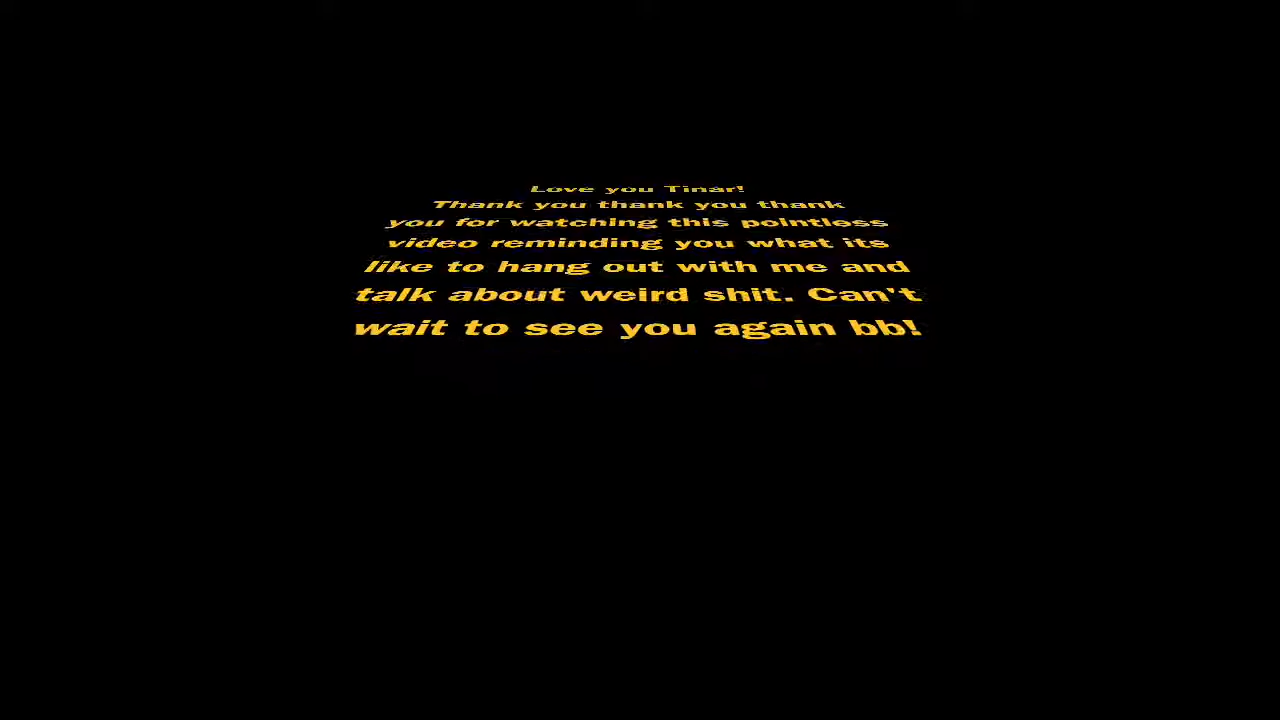 Love you Tinar!
Thank you thank you thank
you for watching this pointless
video reminding you what its
like to hang out with me and
talk about weird shit. Can't
wait to see you again bb!